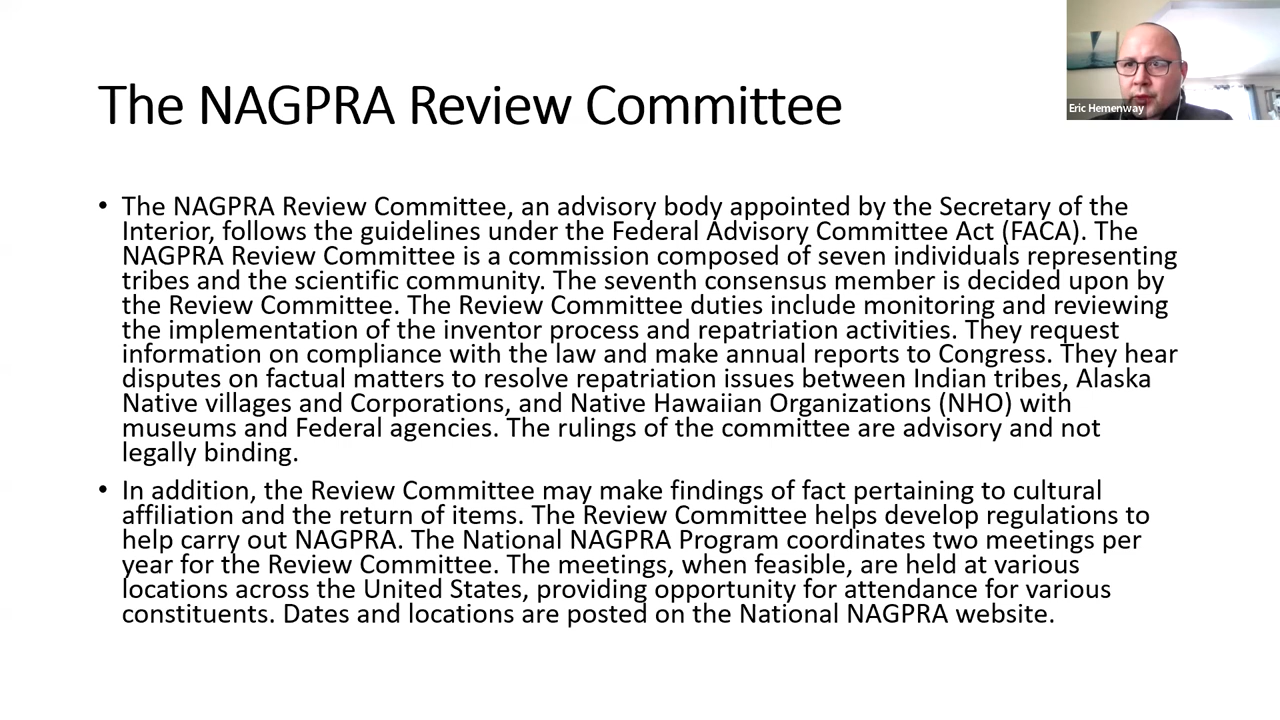 The NAGPRA Review Committee
Eric Hemenway
• The NAGPRA Review Committee, an advisory body appointed by the Secretary of the
Interior, follows the guidelines under the Federal Advisory Committee Act (FACA). The
NAGPRA Review Committee is a commission composed of seven individuals representing
tribes and the scientific community. The seventh consensus member is decided upon by
the Review Committee. The Review Committee duties include monitoring and reviewing
the implementation of the inventor process and repatriation activities. They request
information on compliance with the law and make annual reports to Congress. They hear
disputes on factual matters to resolve repatriation issues between Indian tribes, Alaska
Native villages and Corporations, and Native Hawaiian Organizations (NHO) with
museums and Federal agencies. The rulings of the committee are advisory and not
legally binding.
• In addition, the Review Committee may make findings of fact pertaining to cultural
affiliation and the return of items. The Review Committee helps develop regulations to
help carry out NAGPRA. The National NAGPRA Program coordinates two meetings per
year for the Review Committee. The meetings, when feasible, are held at various
locations across the United States, providing opportunity for attendance for various
constituents. Dates and locations are posted on the National NAGPRA website.